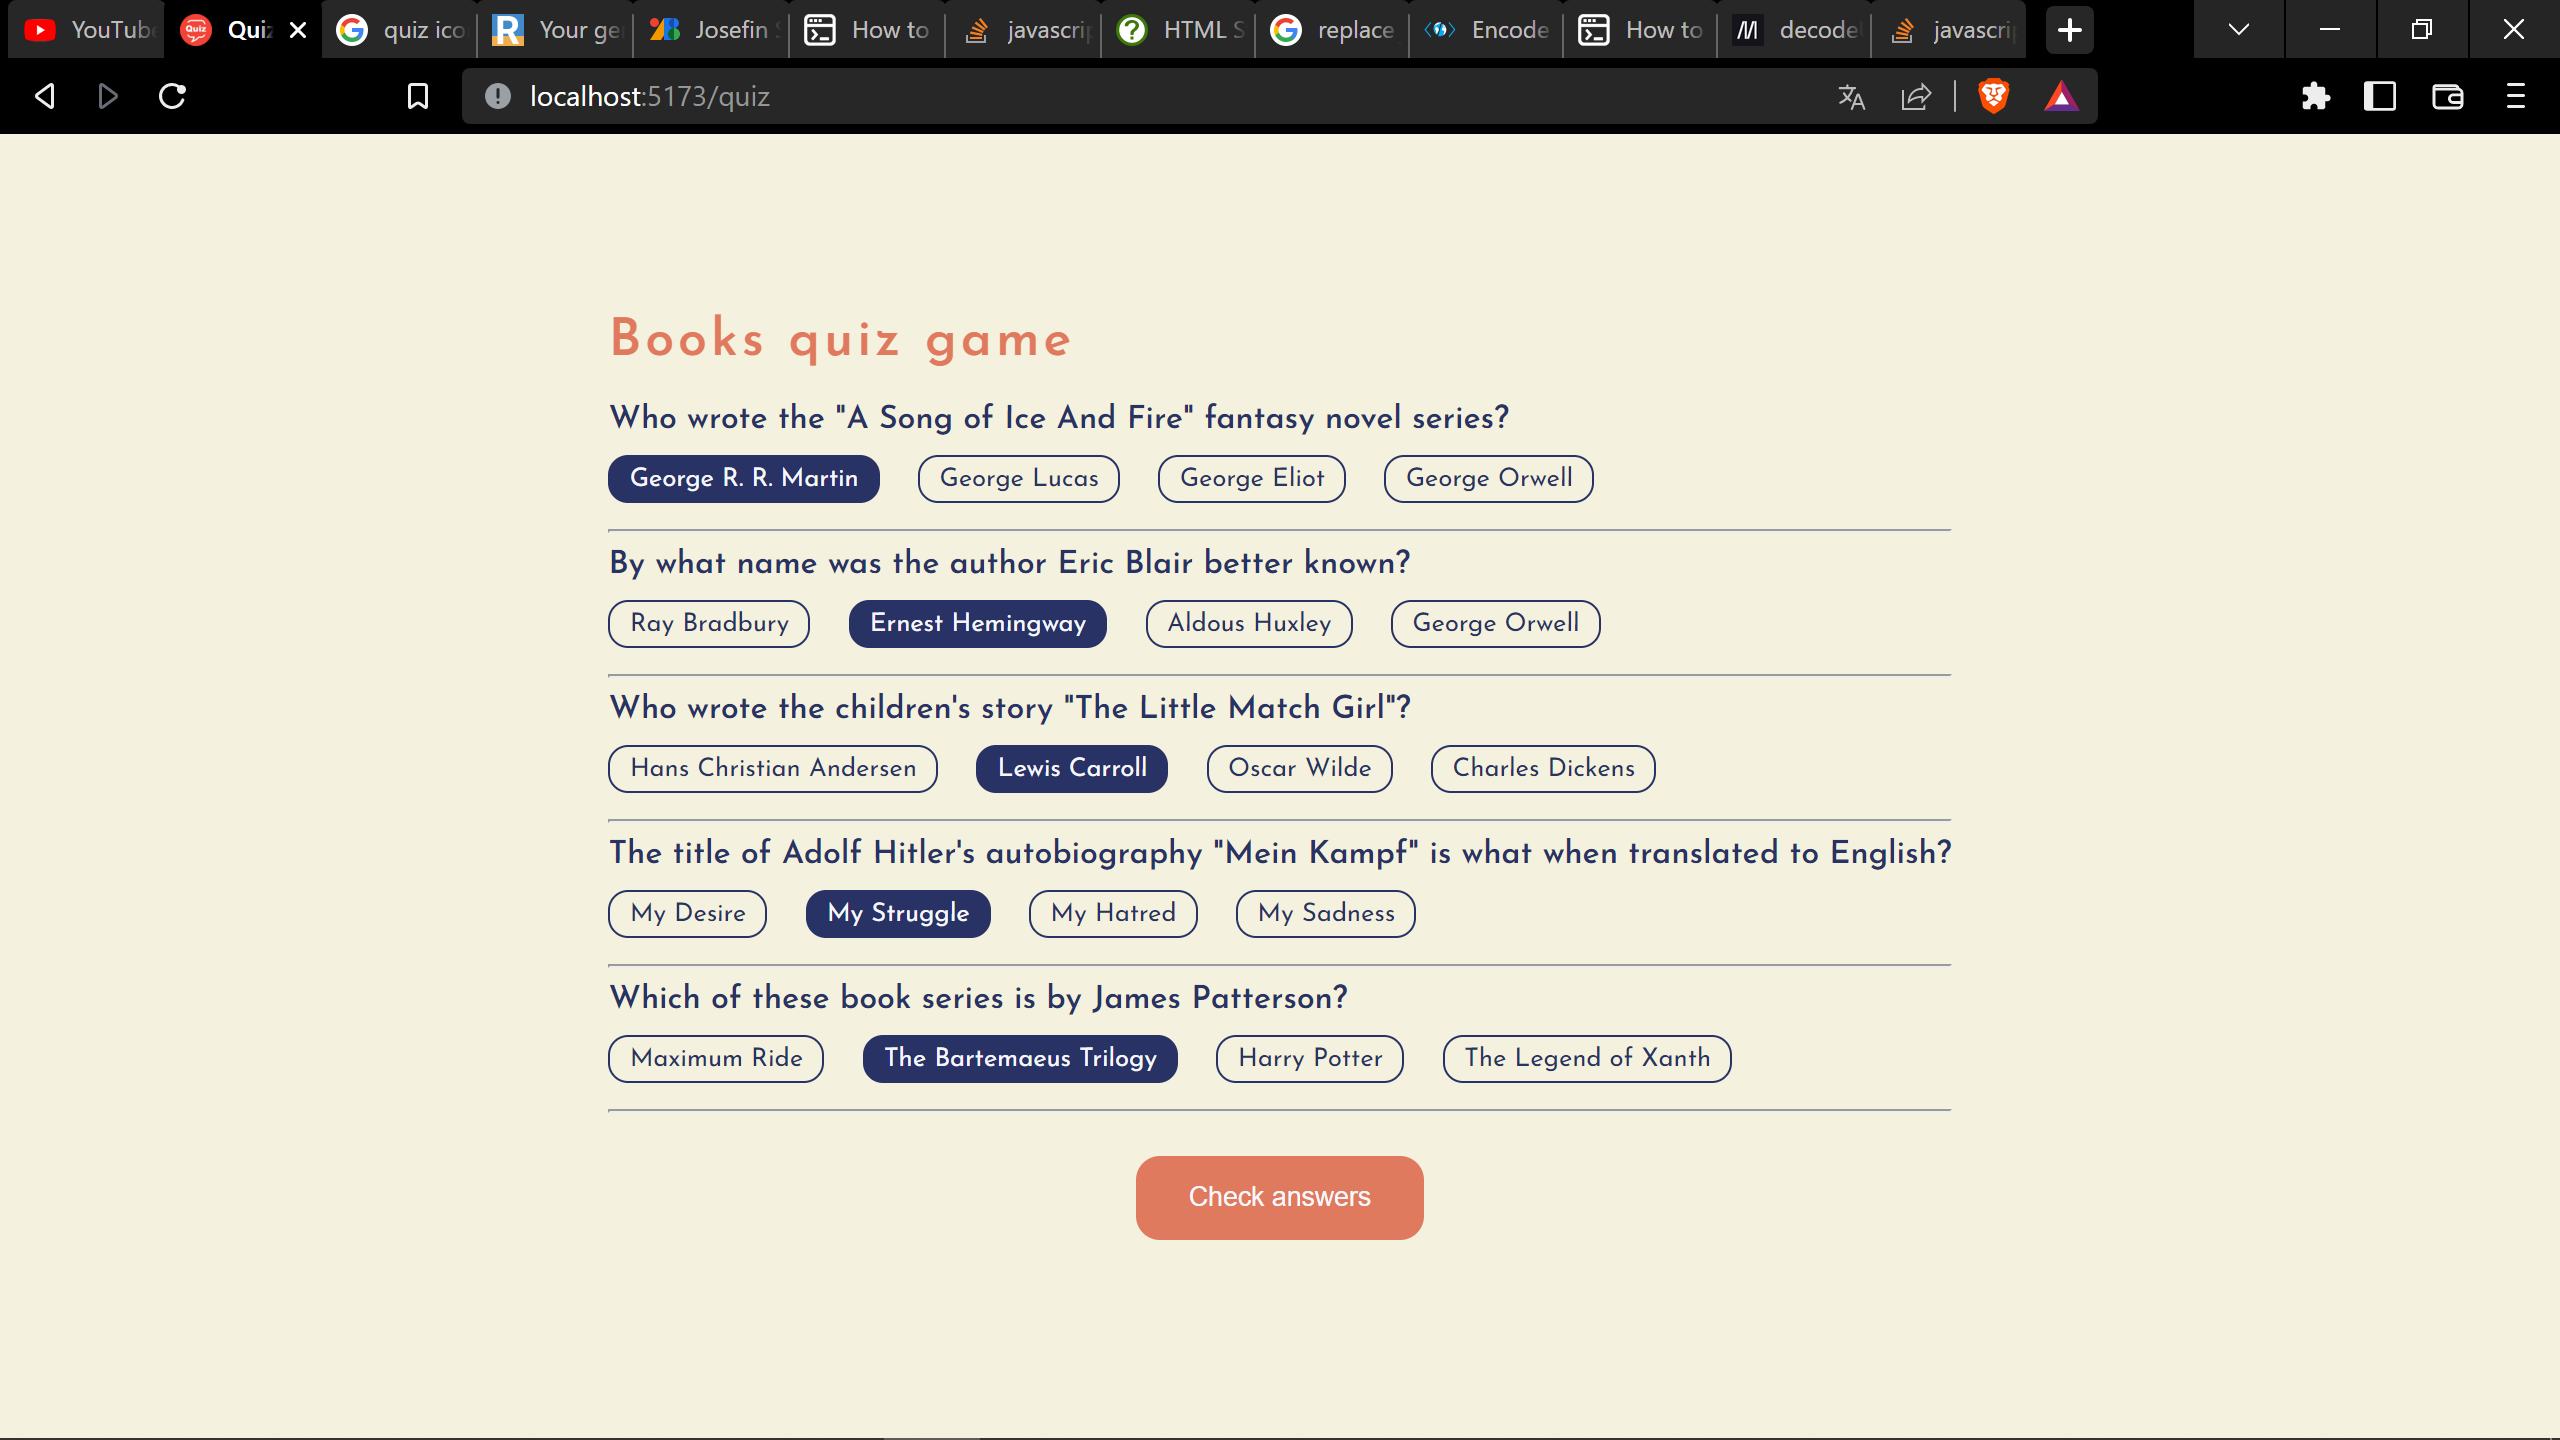 YouTube Quiz quiz ico Your ge Josefin How to javascrip HTML S replace Encode How to decode javascri
localhost:5173/quiz
Books quiz game
Who wrote the "A Song of Ice And Fire" fantasy novel series?
George R. R. Martin George Lucas George Eliot George Orwell
By what name was the author Eric Blair better known?
Ray Bradbury Ernest Hemingway Aldous Huxley George Orwell
Who wrote the children's story "The Little Match Girl"?
Hans Christian Andersen Lewis Carroll Oscar Wilde Charles Dickens
The title of Adolf Hitler's autobiography "Mein Kampf" is what when translated to English?
My Desire My Struggle My Hatred My Sadness
Which of these book series is by James Patterson?
Maximum Ride The Bartemaeus Trilogy Harry Potter The Legend of Xanth
Check answers